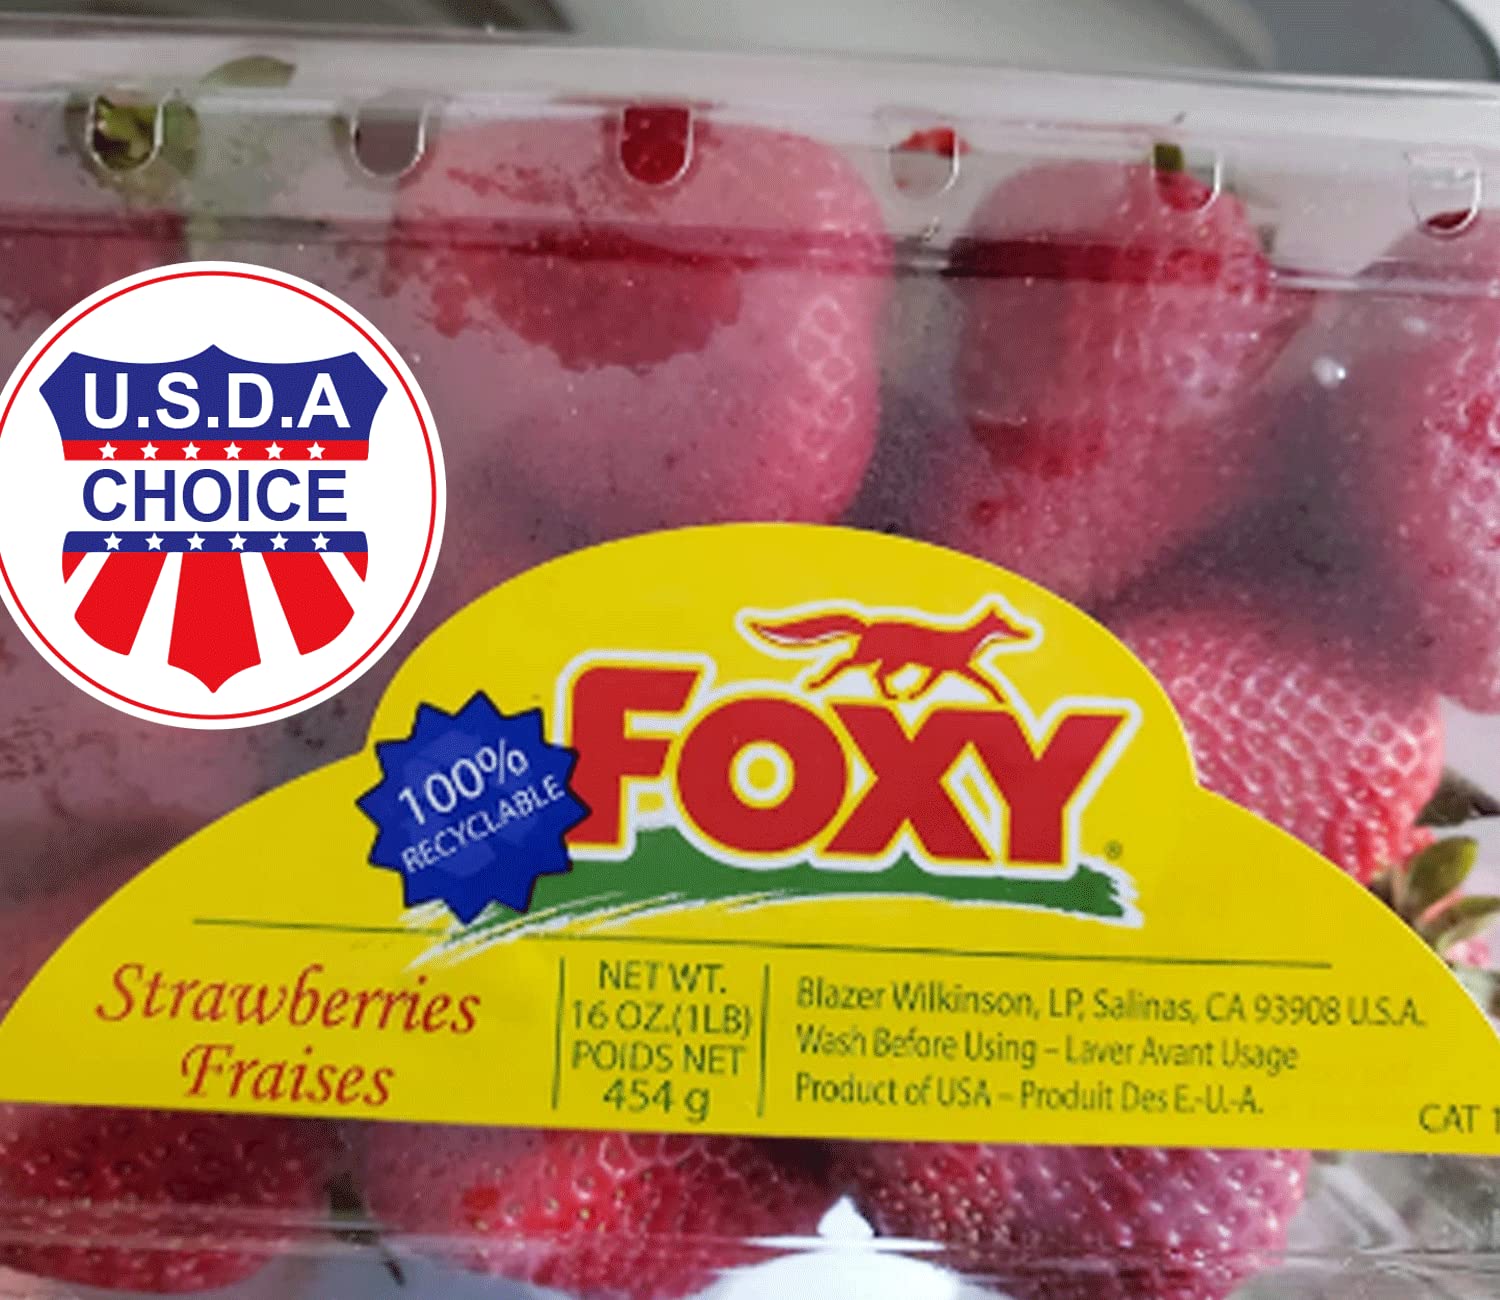 U.S.D.A
CHOICE
FOXY®
100%
RECYCLABLE
Strawberries
Fraises
NET WT.
16 OZ.(1LB)
POIDS NET
454 g
Blazer Wilkinson, LP, Salinas, CA 93908 U.S.A.
Wash Before Using – Laver Avant Usage
Product of USA – Produit Des E.-U.-A.
CAT 1